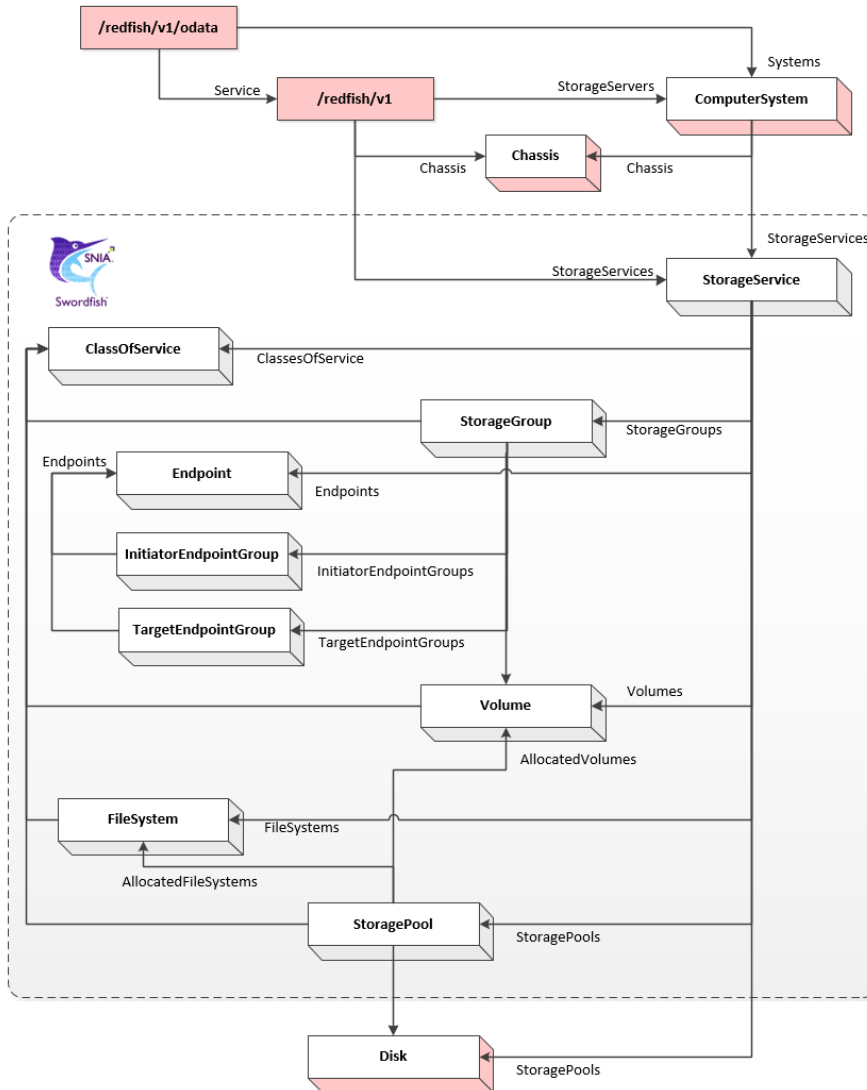 /redfish/v1/odata
Systems
Service
/redfish/v1
StorageServers
ComputerSystem
Chassis
Chassis
Chassis
SNIA
Swordfish
StorageServices
StorageServices
StorageService
ClassOfService
ClassesOfService
StorageGroup
StorageGroups
Endpoints
Endpoint
Endpoints
InitiatorEndpointGroup
InitiatorEndpointGroups
TargetEndpointGroup
TargetEndpointGroups
Volumes
Volume
AllocatedVolumes
FileSystem
FileSystems
AllocatedFileSystems
StoragePool
StoragePools
Disk
StoragePools